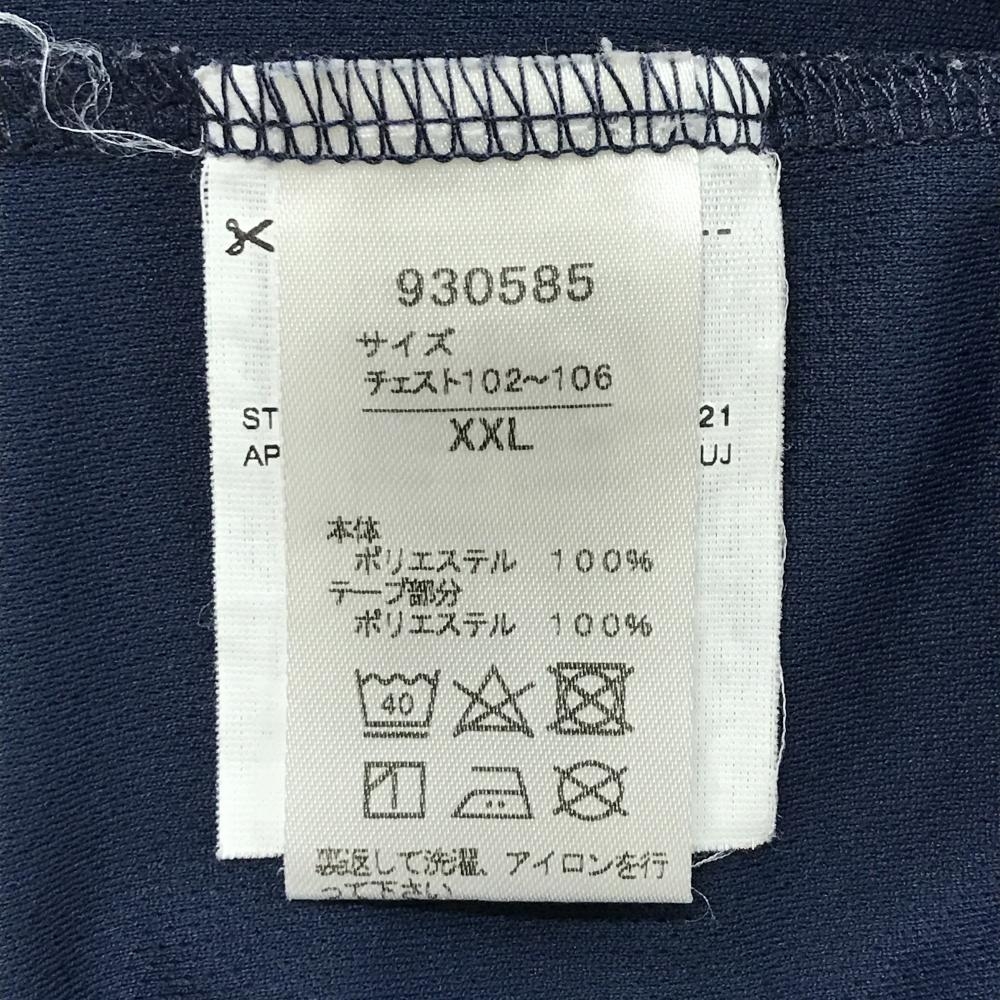 930585
サイズ
チェスト102〜106
XXL
ST
21
AP
UJ
本体
ポリエステル 100%
テープ部分
ポリエステル 100%
40
裏返して洗濯、アイロンを行
って下さい